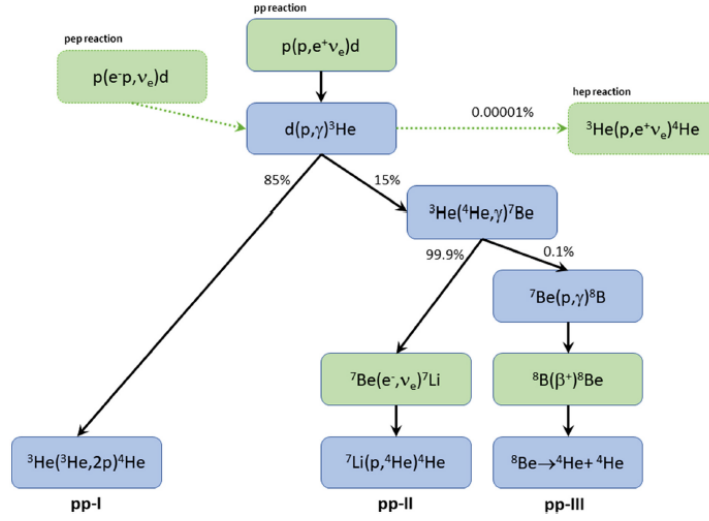 pp reaction
p(p,e⁺νₑ)d
pep reaction
p(e⁻p,νₑ)d
d(p,γ)³He
0.00001%
hep reaction
³He(p,e⁺νₑ)⁴He
85%
15%
³He(⁴He,γ)⁷Be
99.9%
0.1%
⁷Be(p,γ)⁸B
⁷Be(e⁻,νₑ)⁷Li
⁸B(β⁺)⁸Be
³He(³He,2p)⁴He
⁷Li(p,⁴He)⁴He
⁸Be→⁴He+ ⁴He
pp-I
pp-II
pp-III